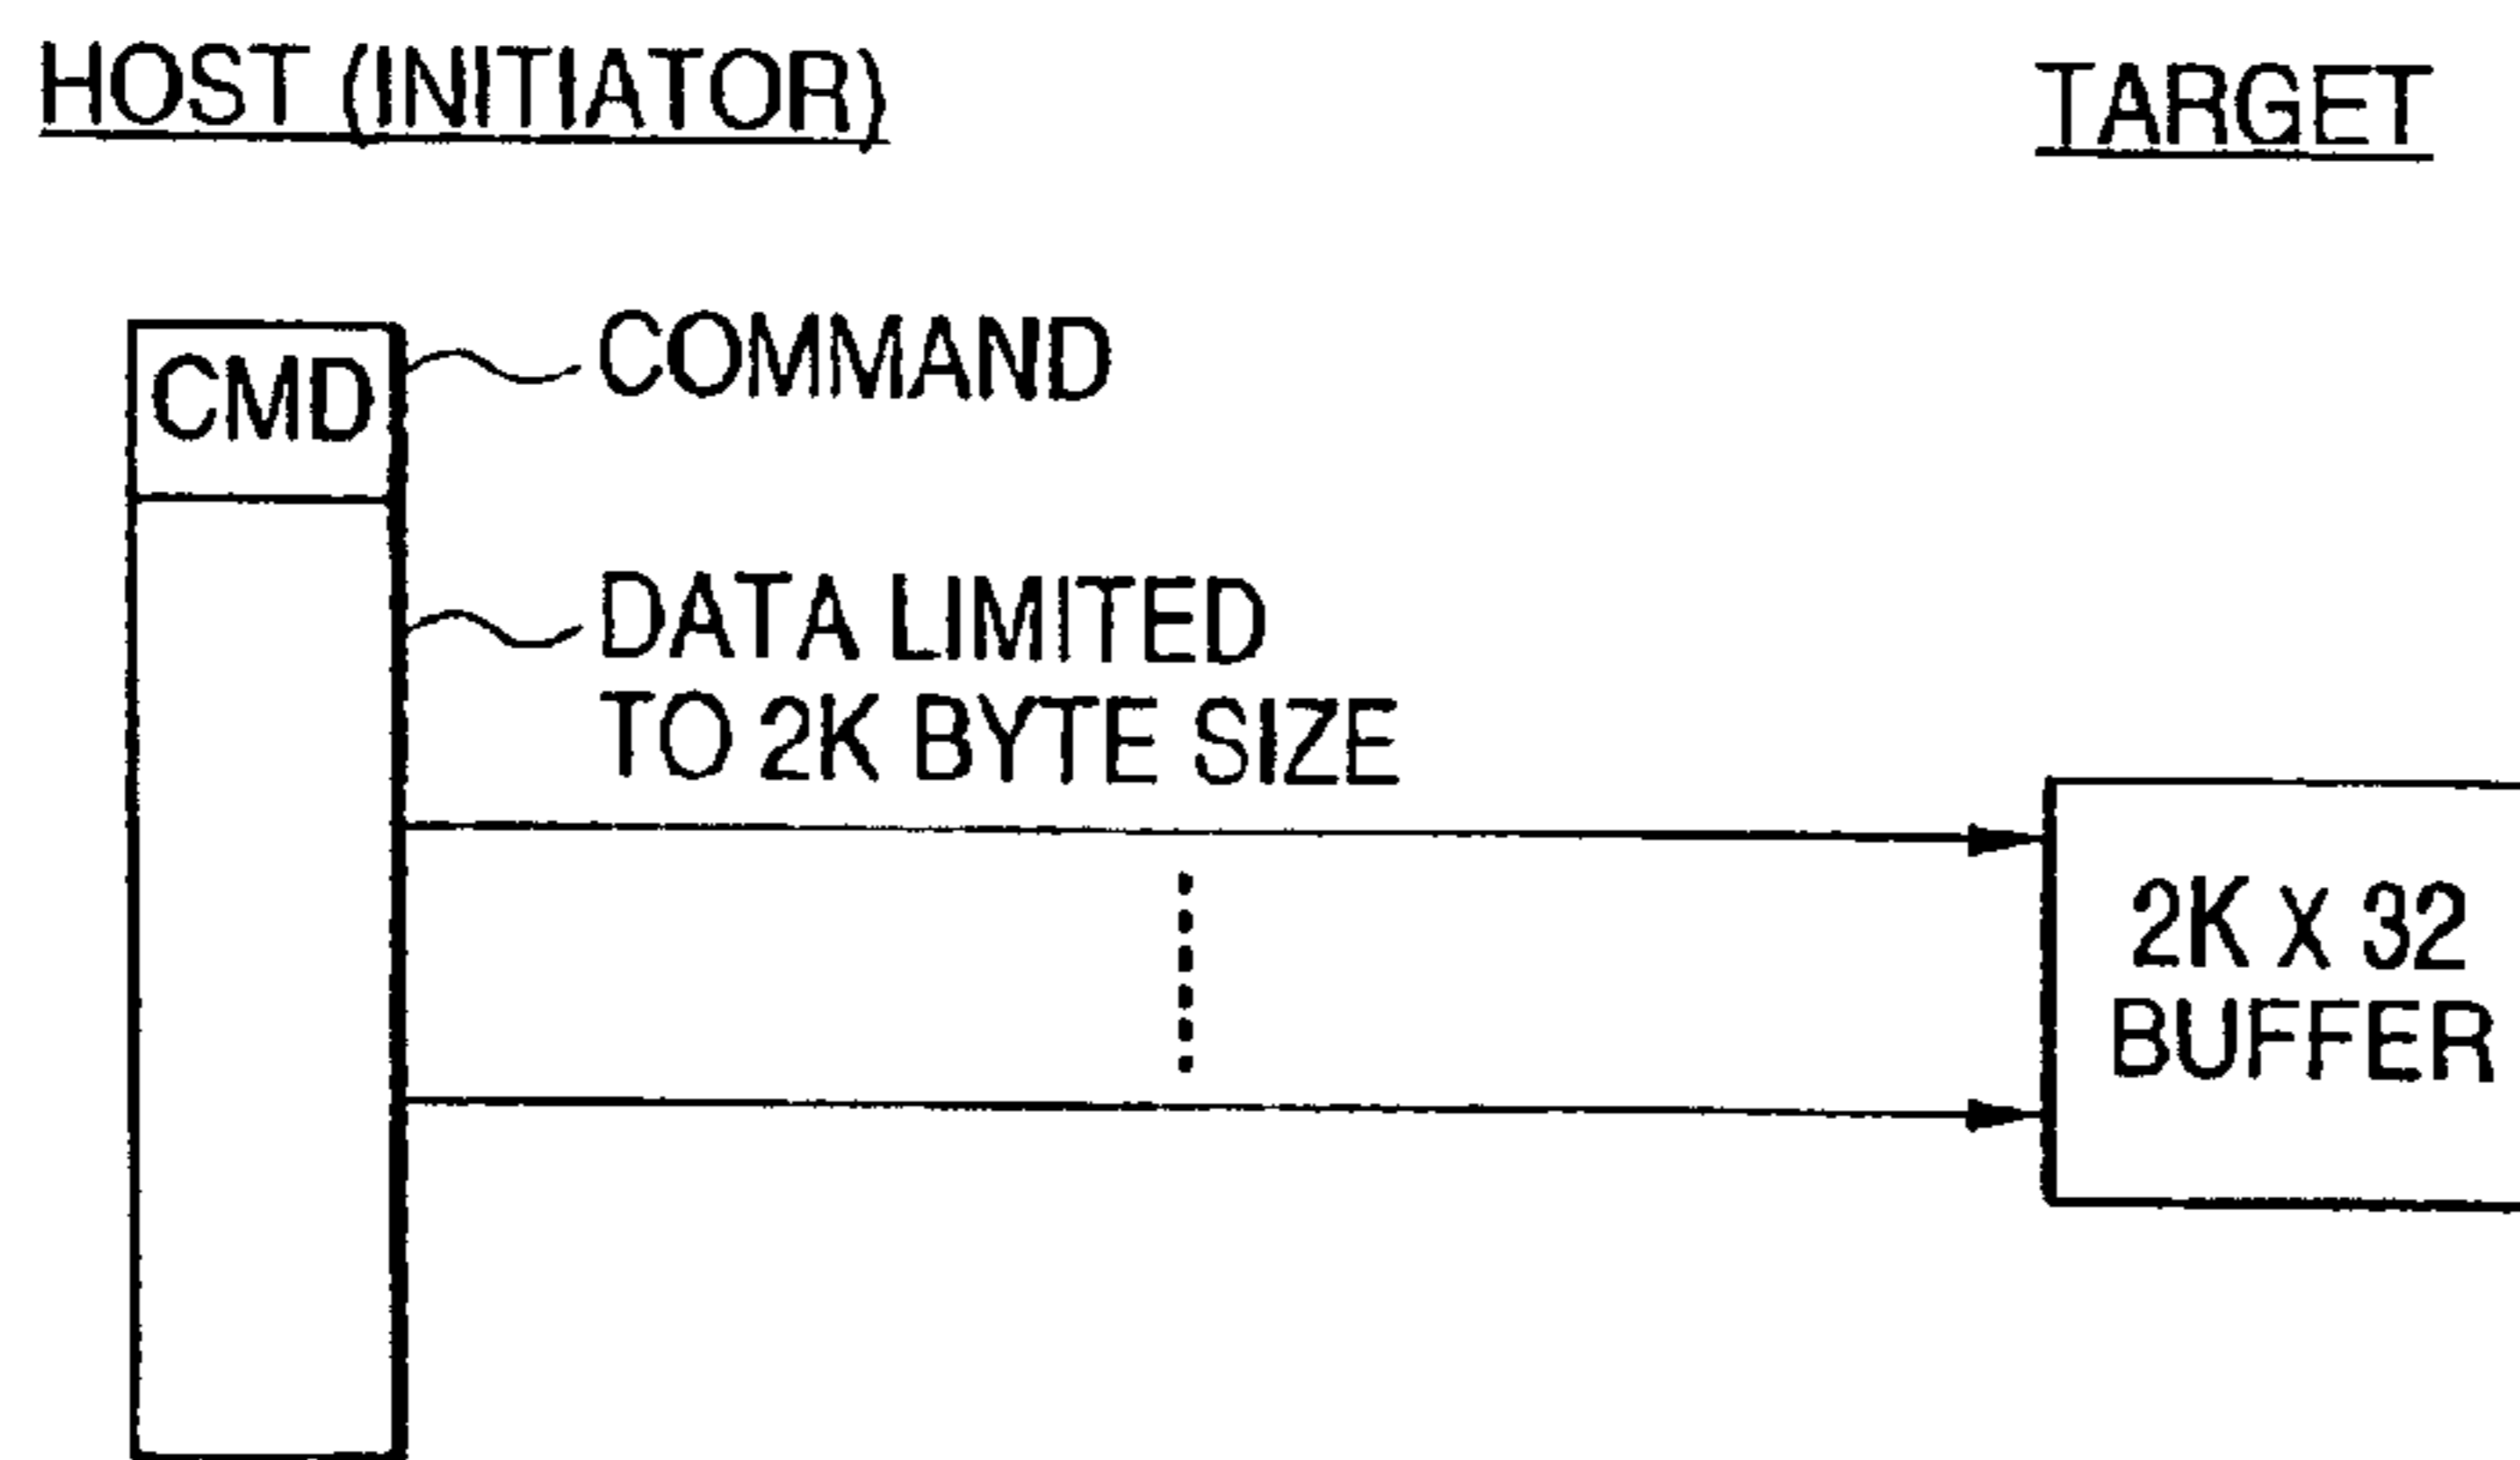 HOST (INITIATOR)
TARGET
COMMAND
CMD
DATA LIMITED
TO 2K BYTE SIZE
2K X 32
BUFFER